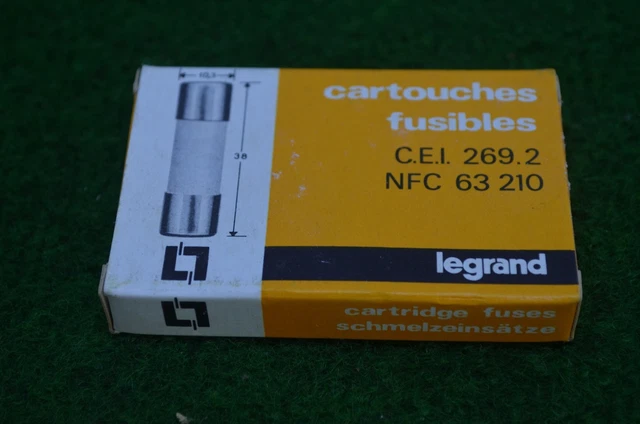 10,3
cartouches
fusibles
38
C.E.I. 269.2
NFC 63 210
legrand
cartridge fuses
schmelzeinsätze